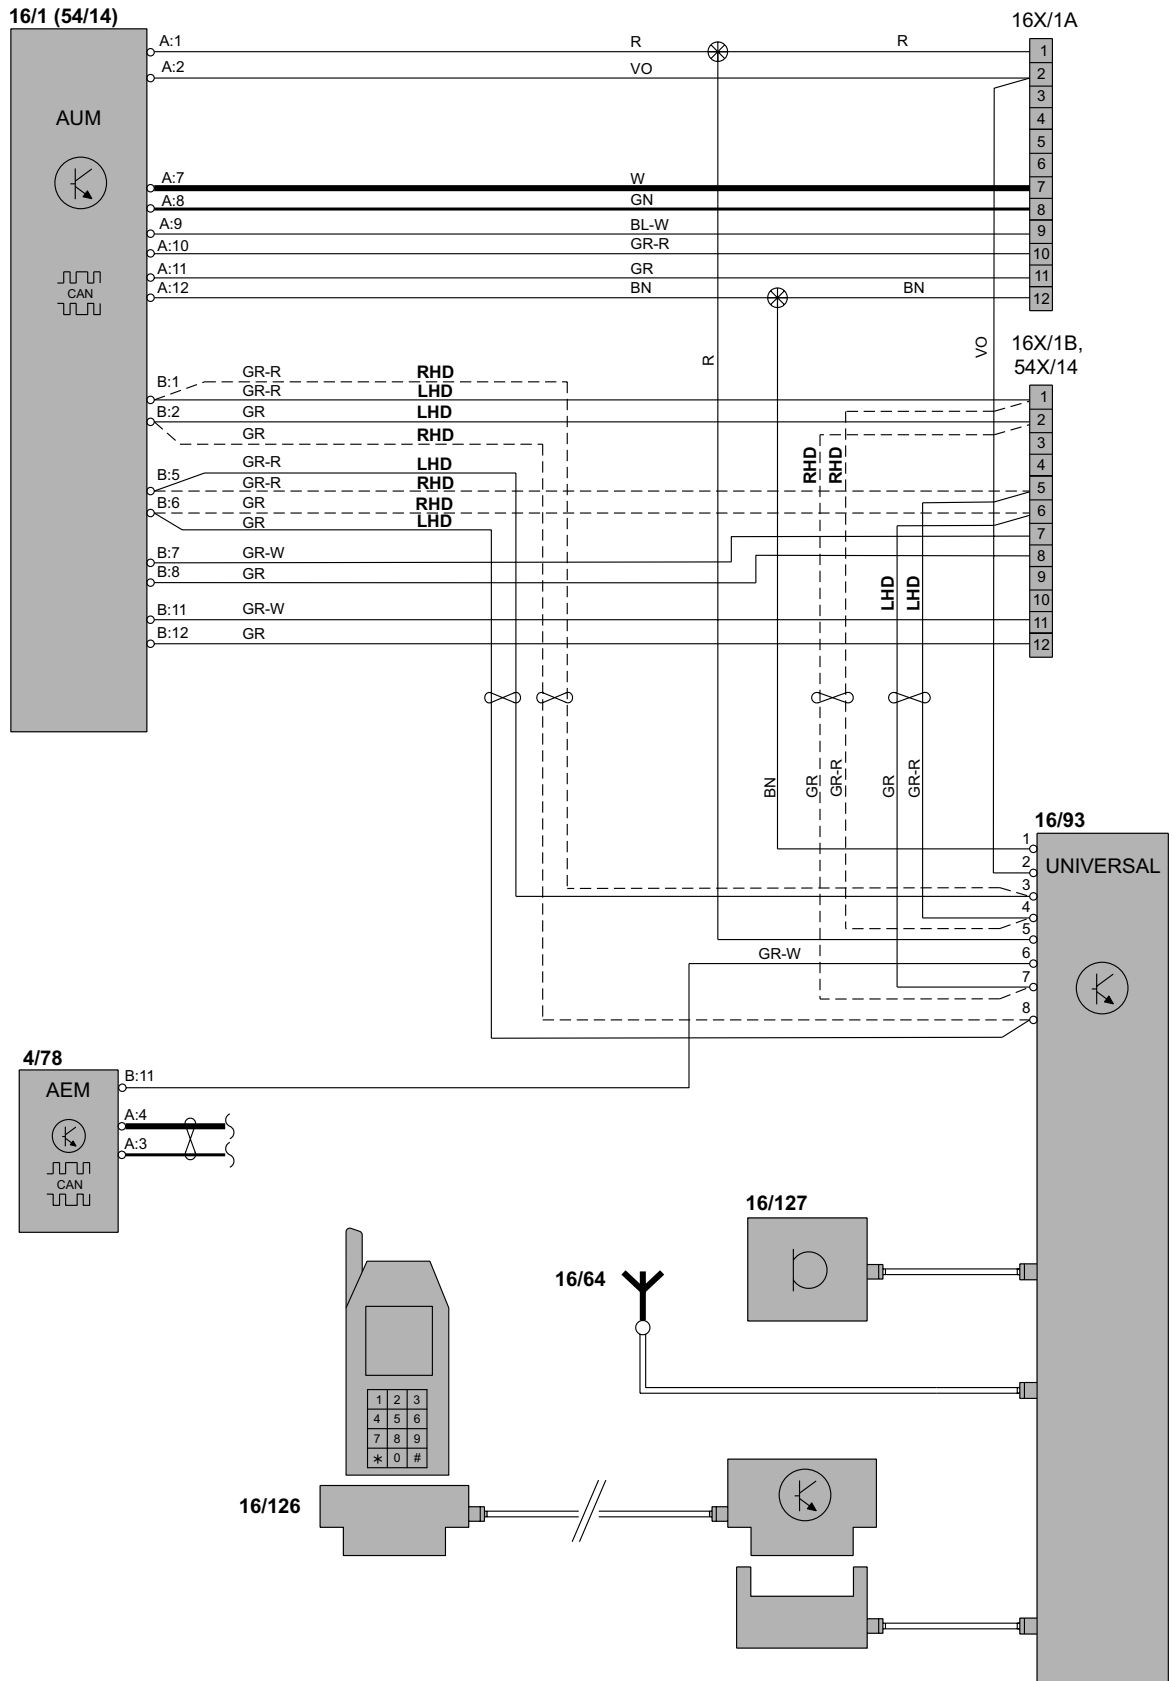 16/1 (54/14)
16X/1A
A:1 R R 1
A:2 VO 2
3
AUM 4
5
6
A:7 W 7
A:8 GN 8
A:9 BL-W 9
A:10 GR-R 10
A:11 GR 11
CAN
A:12 BN BN 12
R
VO
16X/1B,
54X/14
GR-R RHD
B:1 GR-R LHD 1
B:2 GR LHD 2
GR RHD 3
4
RHD
RHD
B:5 GR-R LHD
GR-R RHD 5
B:6 GR RHD 6
GR LHD
7
B:7 GR-W 8
B:8 GR 9
LHD
LHD
10
B:11 GR-W 11
B:12 GR 12
BN
GR
GR-R
GR
GR-R
16/93
UNIVERSAL
1
2
3
4
5
GR-W 6
7
8
4/78
AEM
B:11
A:4
A:3
CAN
16/127
16/64
1 2 3
4 5 6
7 8 9
* 0 #
16/126